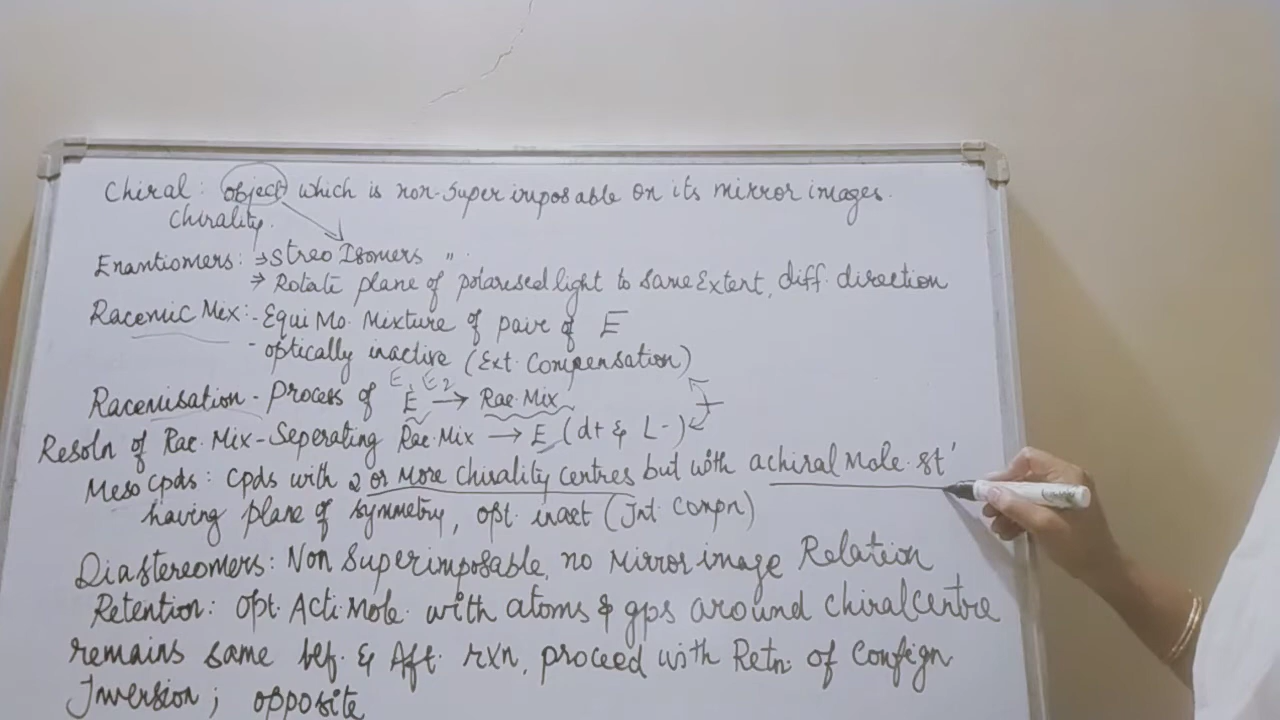 Chiral: object which is non-Super imposable on its mirror images.
Chirality.
Enantiomers: → Streo Isomers " .
→ Rotate plane of polarised light to same Extent, diff. direction
Racemic Mix:- Equi Mo. Mixture of pair of E
- optically inactive (Ext. Compensation)
E, E2
Racemisation - Process of E → Rac. Mix
Resoln of Rac. Mix - Seperating Rac. Mix → E (d+ & L-)
Meso Cpds: Cpds with 2 or More Chirality Centres but with achiral Mole. st'
having plane of symmetry, opt. inact (Int. Compn)
Diastereomers: Non Superimposable, no Mirror image Relation
Retention: Opt. Acti. Mole. with atoms & gps around Chiral Centre
remains same bef. & Aft. rxn, proceed with Retn. of Confign
Inversion; opposite